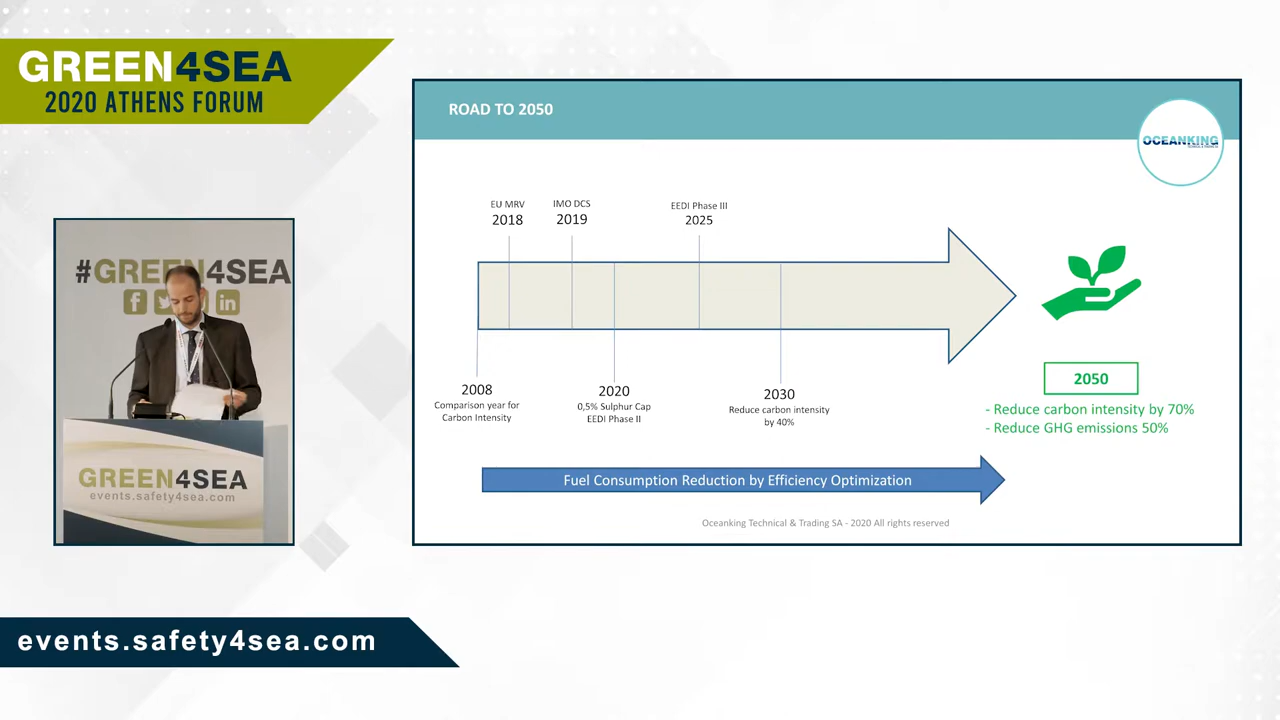 GREEN4SEA
2020 ATHENS FORUM
#GREEN4SEA
GREEN4SEA
events.safety4sea.com
events.safety4sea.com
ROAD TO 2050
OCEANKING
EU MRV
2018
IMO DCS
2019
EEDI Phase III
2025
2008
Comparison year for
Carbon Intensity
2020
0,5% Sulphur Cap
EEDI Phase II
2030
Reduce carbon intensity
by 40%
2050
- Reduce carbon intensity by 70%
- Reduce GHG emissions 50%
Fuel Consumption Reduction by Efficiency Optimization
Oceanking Technical & Trading SA - 2020 All rights reserved